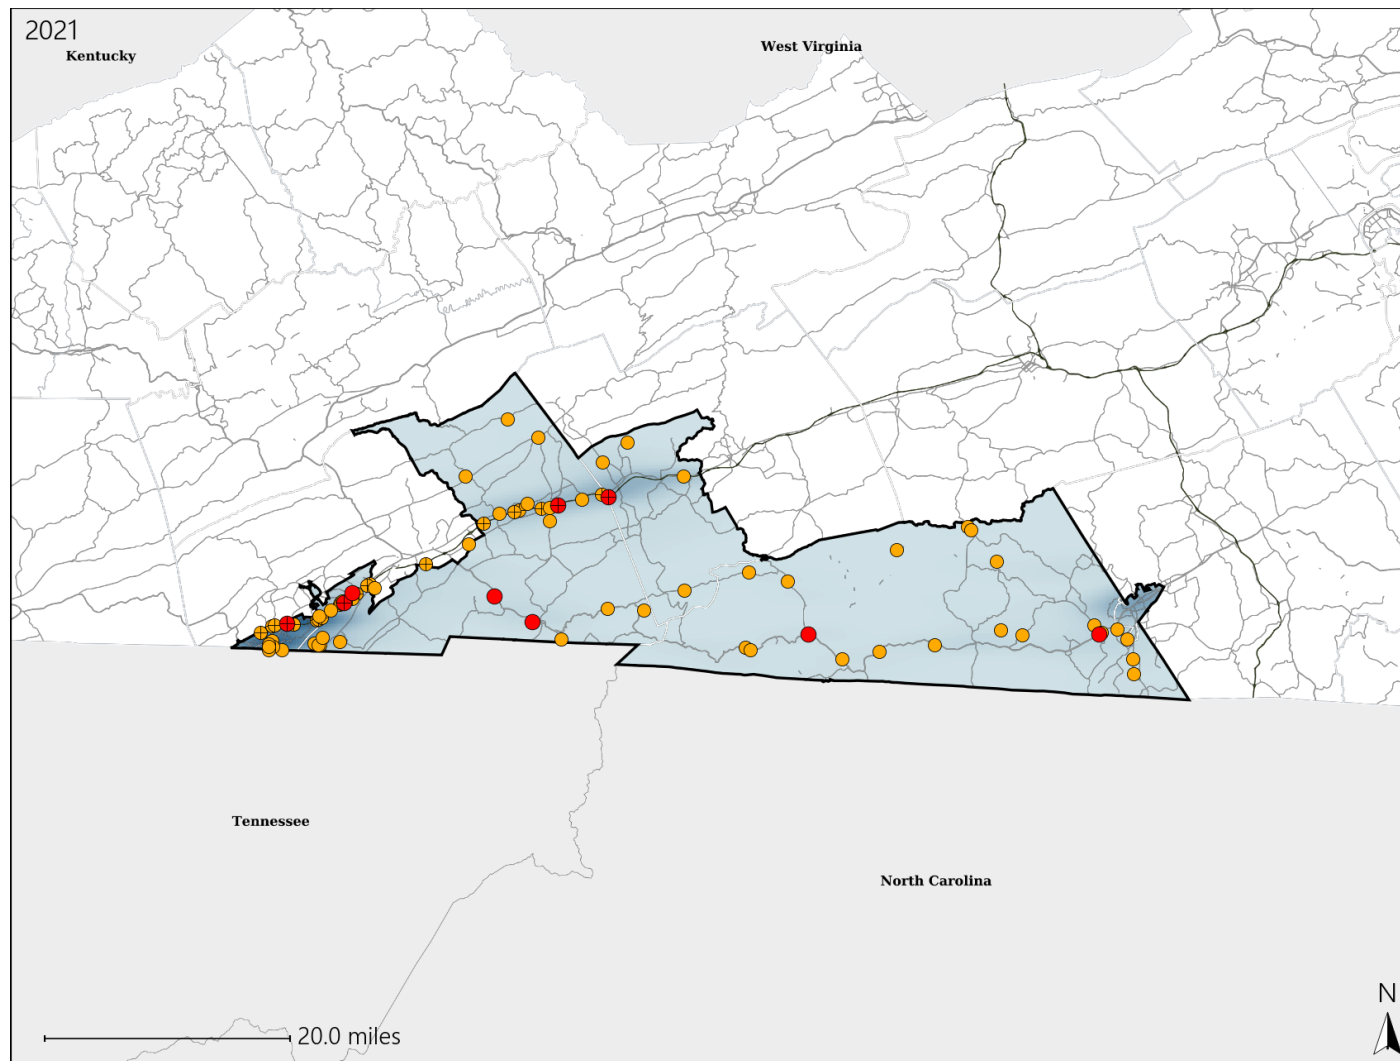 2021
Kentucky
West Virginia
Tennessee
North Carolina
N
20.0 miles